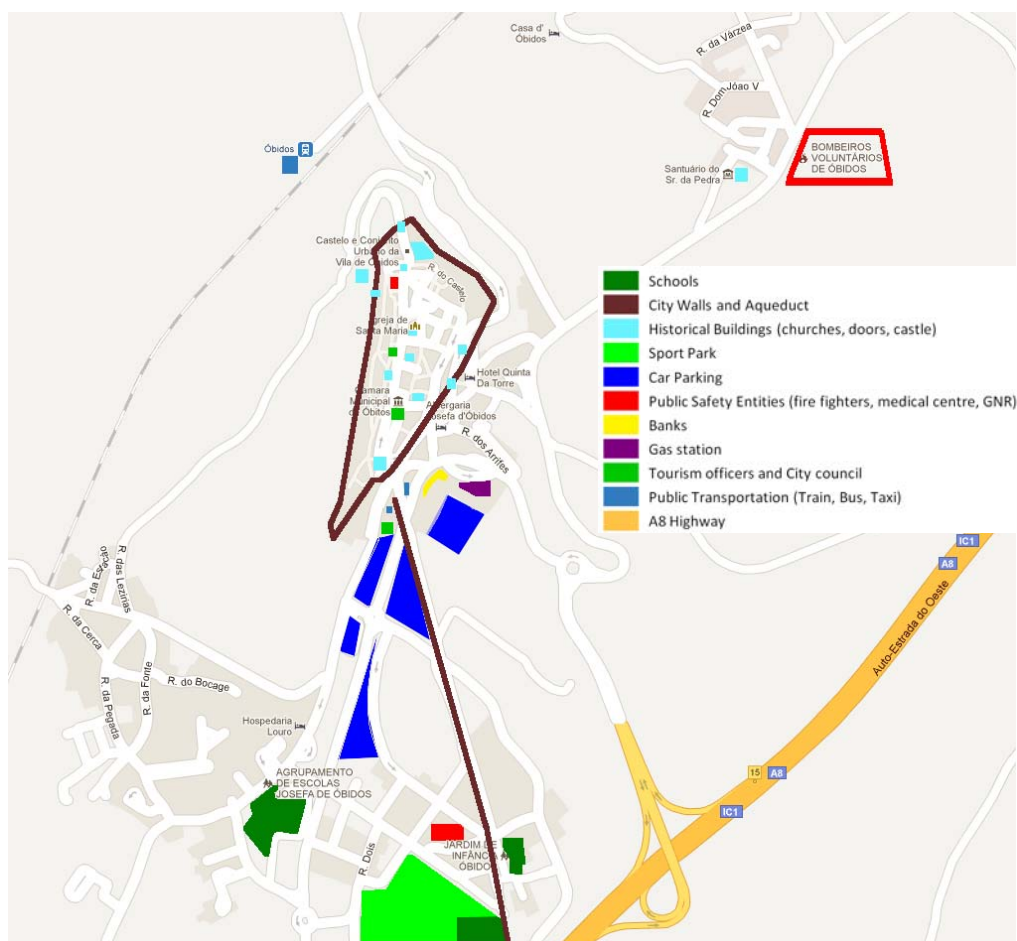 Casa d'
Óbidos
R. da Várzea
R. Dom
Jóao V
Óbidos
BOMBEIROS
VOLUNTÁRIOS
DE ÓBIDOS
Santuário do
Sr. da Pedra
Castelo e Conjunto
Urbano da
Vila de Óbidos
R. do Castelo
Igreja de
Santa Maria
Hotel Quinta
Da Torre
Câmara
Municipal
de Óbitos
Albergaria
Josefa d'Óbidos
R. dos Arrifes
Schools
City Walls and Aqueduct
Historical Buildings (churches, doors, castle)
Sport Park
Car Parking
Public Safety Entities (fire fighters, medical centre, GNR)
Banks
Gas station
Tourism officers and City council
Public Transportation (Train, Bus, Taxi)
A8 Highway
IC1
A8
Auto-Estrada do Oeste
R. da Estação
R. das Lezirias
R. da Cerca
R. da Fonte
R. da Pegada
R. do Bocage
Hospedaria
Louro
AGRUPAMENTO
DE ESCOLAS
JOSEFA DE ÓBIDOS
15
A8
IC1
JARDIM DE
INFÂNCIA
ÓBIDOS
R. Dois